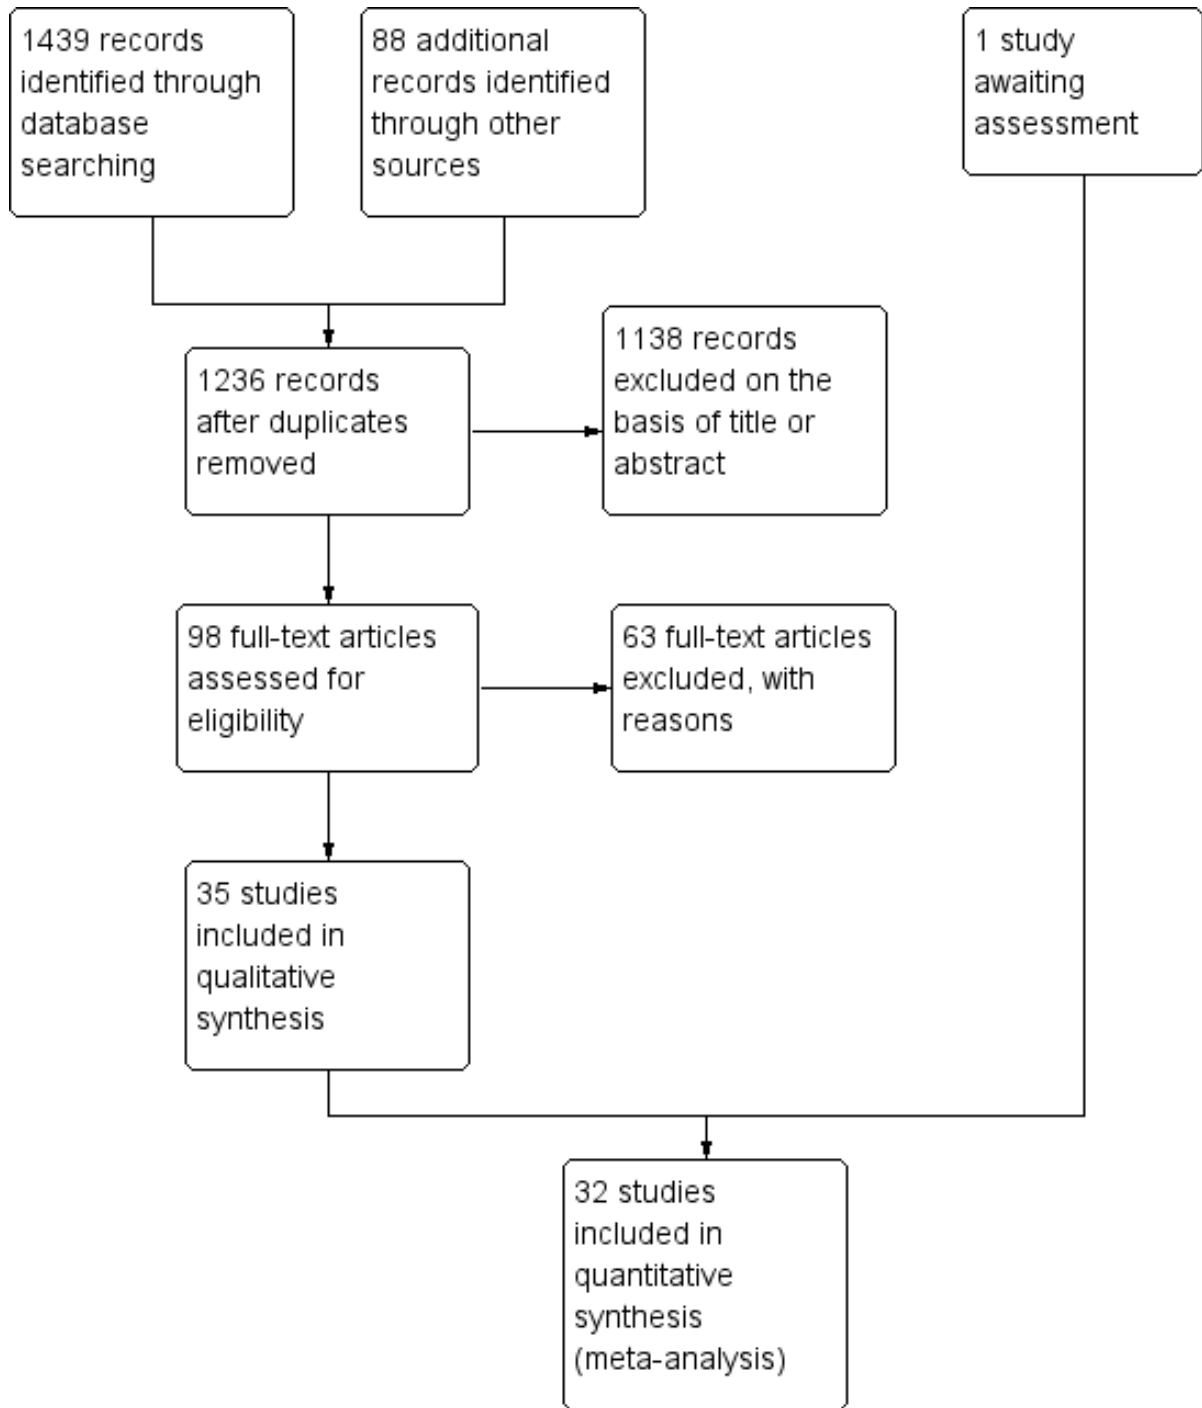 1439 records
identified through
database
searching
88 additional
records identified
through other
sources
1 study
awaiting
assessment
1236 records
after duplicates
removed
1138 records
excluded on the
basis of title or
abstract
98 full-text articles
assessed for
eligibility
63 full-text articles
excluded, with
reasons
35 studies
included in
qualitative
synthesis
32 studies
included in
quantitative
synthesis
(meta-analysis)